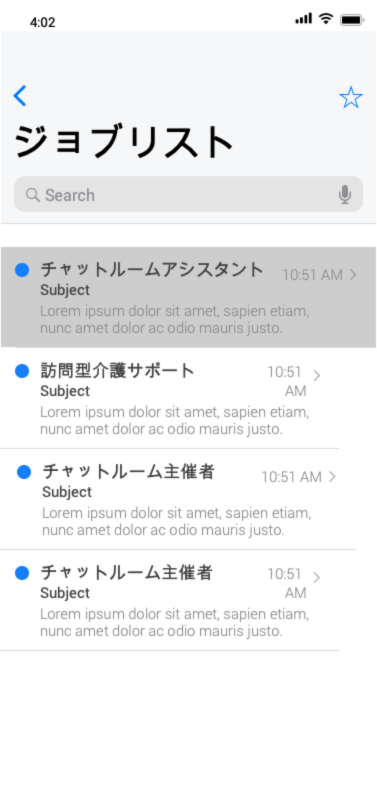 4:02
ジョブリスト
Search
チャットルームアシスタント 10:51 AM
Subject
Lorem ipsum dolor sit amet, sapien etiam,
nunc amet dolor ac odio mauris justo.
訪問型介護サポート 10:51
AM
Subject
Lorem ipsum dolor sit amet, sapien etiam,
nunc amet dolor ac odio mauris justo.
チャットルーム主催者 10:51 AM
Subject
Lorem ipsum dolor sit amet, sapien etiam,
nunc amet dolor ac odio mauris justo.
チャットルーム主催者 10:51
AM
Subject
Lorem ipsum dolor sit amet, sapien etiam,
nunc amet dolor ac odio mauris justo.